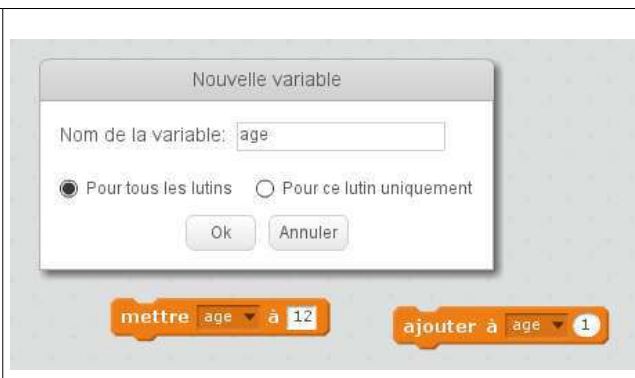 Nouvelle variable
Nom de la variable: age
Pour tous les lutins Pour ce lutin uniquement
Ok Annuler
mettre age à 12
ajouter à age 1